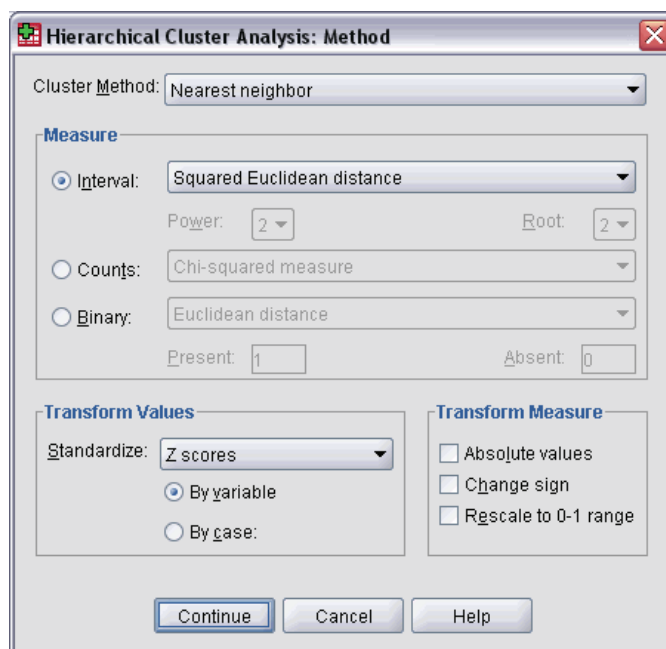 Hierarchical Cluster Analysis: Method
Cluster Method: Nearest neighbor
Measure
Interval: Squared Euclidean distance
Power: 2 Root: 2
Counts: Chi-squared measure
Binary: Euclidean distance
Present: 1 Absent: 0
Transform Values
Standardize: Z scores
By variable
By case:
Transform Measure
Absolute values
Change sign
Rescale to 0-1 range
Continue Cancel Help